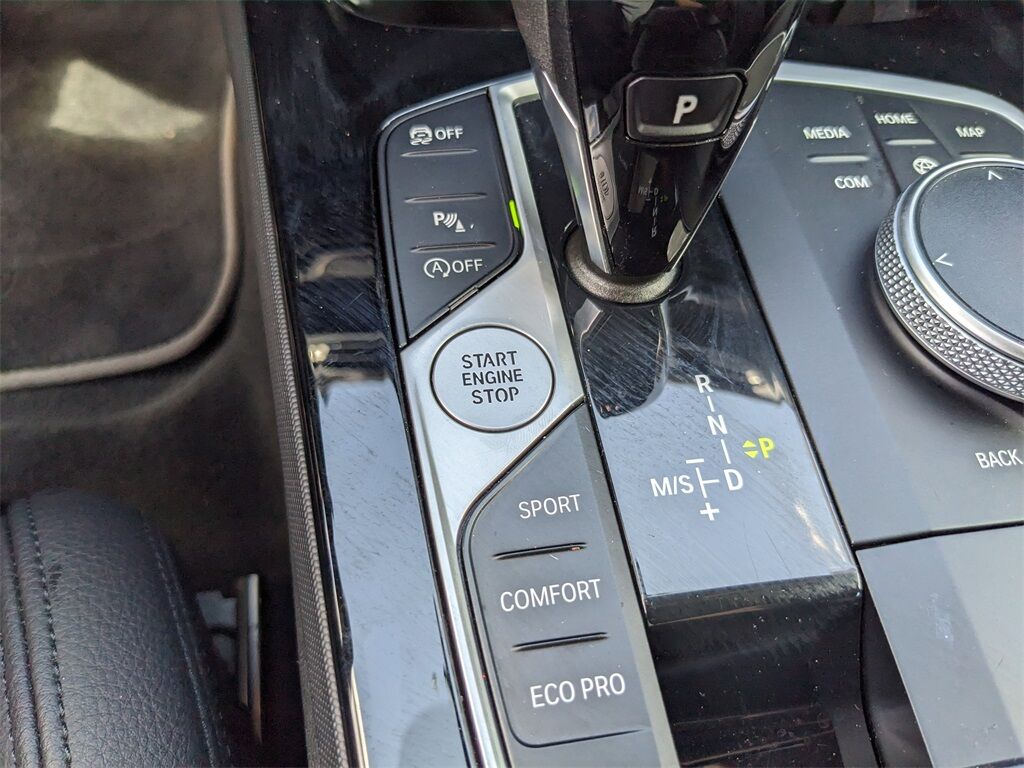 P
OFF
P
A OFF
START
ENGINE
STOP
SPORT
COMFORT
ECO PRO
R
N
P
M/S
D
+
MEDIA
COM
HOME
MAP
BACK